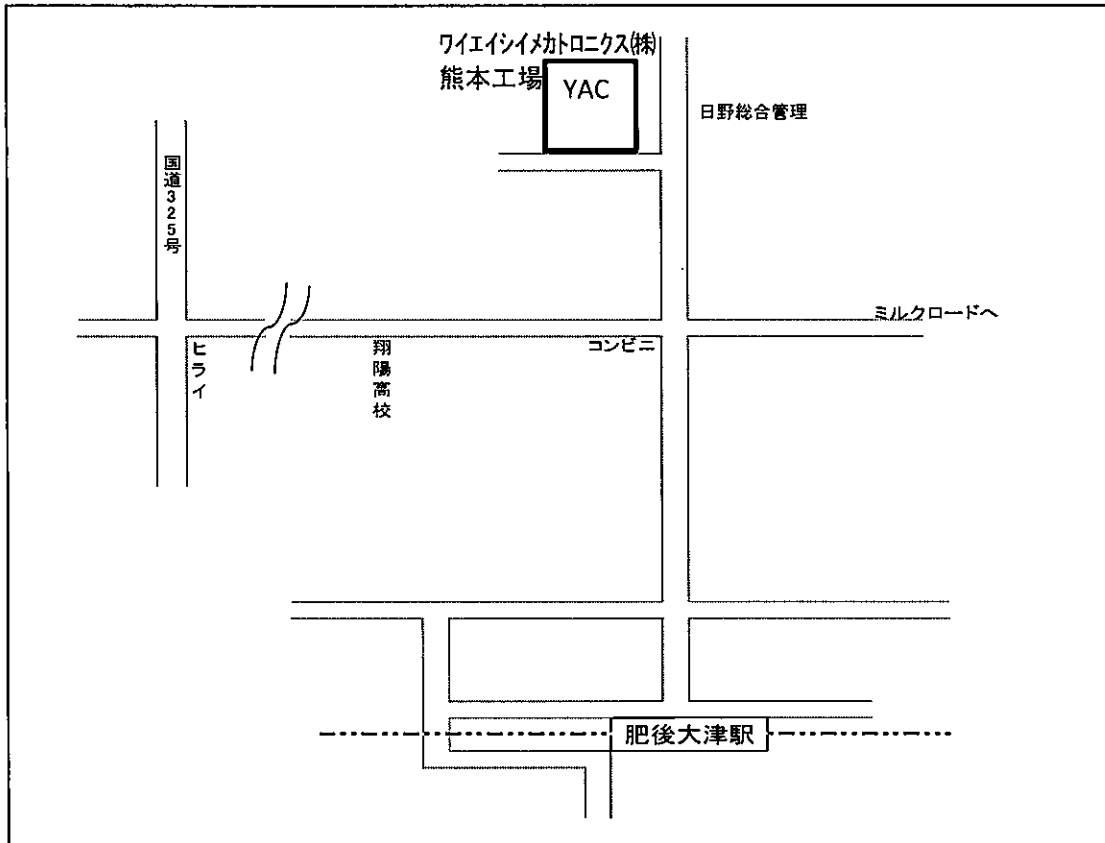 ワイエイシイメカトロニクス(株)
熊本工場
YAC
日野総合管理
国道325号
ミルクロードへ
ヒライ
翔陽高校
コンビニ
肥後大津駅